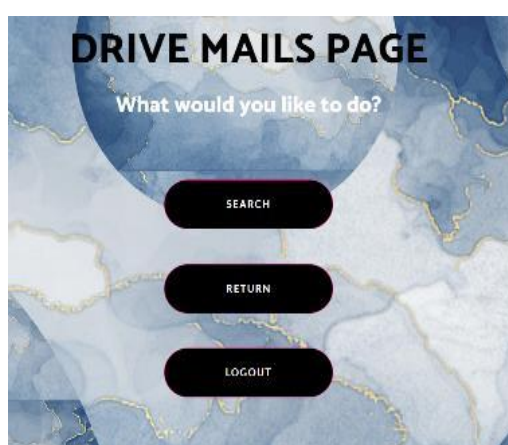 DRIVE MAILS PAGE
What would you like to do?
SEARCH
RETURN
LOGOUT